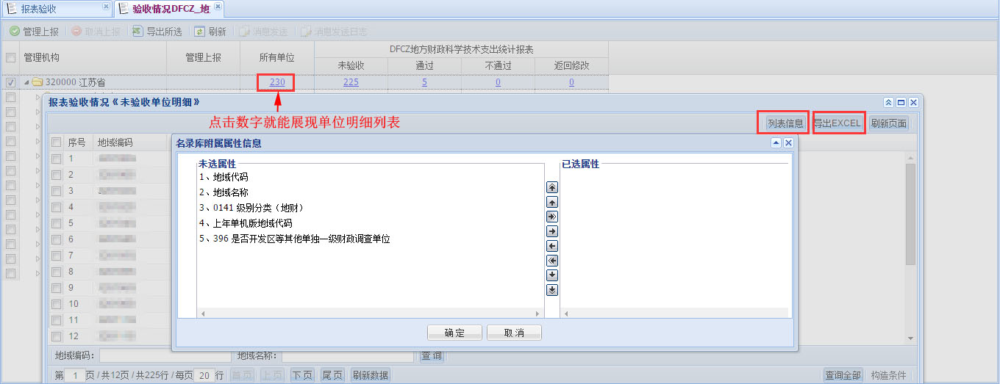 报表验收 验收情况DFCZ_地
管理上报 取消上报 导出所选 刷新 消息发送 消息发送日志
管理机构 管理上报 所有单位 DFCZ地方财政科学技术支出统计报表
未验收 通过 不通过 返回修改
320000 江苏省 230 225 5 0 0
报表验收情况《未验收单位明细》
点击数字就能展现单位明细列表
列表信息 导出EXCEL 刷新页面
序号 地域编码
名录库附属属性信息
1
2
3
4
5
6
7
8
9
10
11
12
未选属性 已选属性
1、地域代码
2、地域名称
3、0141 级别分类（地财）
4、上年单机版地域代码
5、396 是否开发区等其他单独一级财政调查单位
确定 取消
地域编码： 地域名称： 查询
第 1 页 / 共12页 / 共225行 / 每页 20 行 首页 上页 下页 尾页 刷新数据 查询全部 构造条件